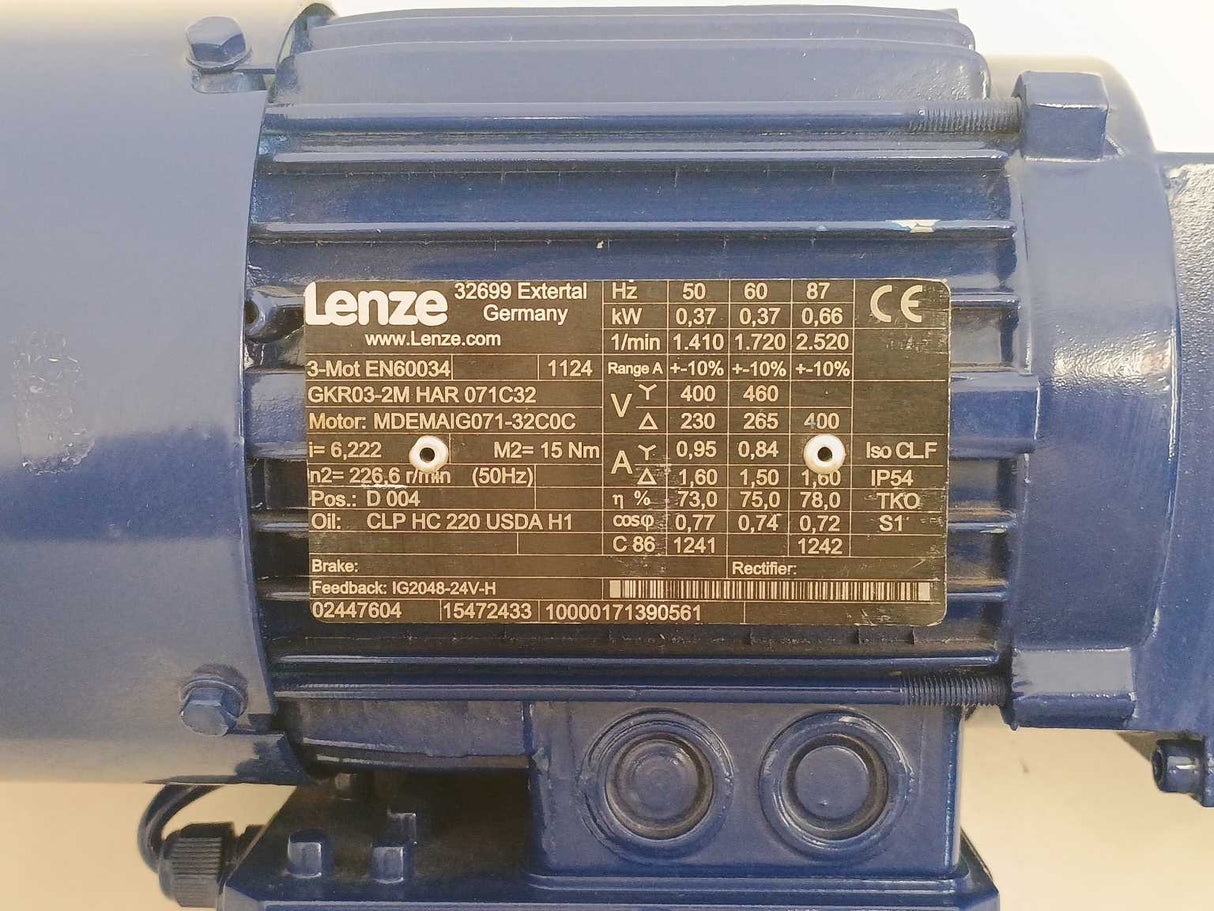 Lenze 32699 Extertal Germany
www.Lenze.com
3-Mot EN60034 1124
GKR03-2M HAR 071C32
Motor: MDEMAIG071-32C0C
i= 6,222 M2= 15 Nm
n2= 226,6 r/min (50Hz)
Pos.: D 004
Oil: CLP HC 220 USDA H1
Hz 50 60 87
kW 0,37 0,37 0,66
1/min 1.410 1.720 2.520
Range A +-10% +-10% +-10%
V Y 400 460
Δ 230 265 400
A Y 0,95 0,84
Δ 1,60 1,50 1,60
η % 73,0 75,0 78,0
cosφ 0,77 0,74 0,72
C 86 1241 1242
CE
Iso CL.F
IP54
TKO
S1
Brake: Rectifier:
Feedback: IG2048-24V-H
02447604 15472433 10000171390561